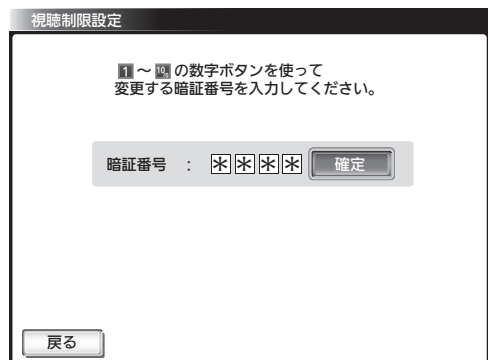 視聴制限設定
1 ～ 10 の数字ボタンを使って
変更する暗証番号を入力してください。
暗証番号 : ＊＊＊＊ 確定
戻る